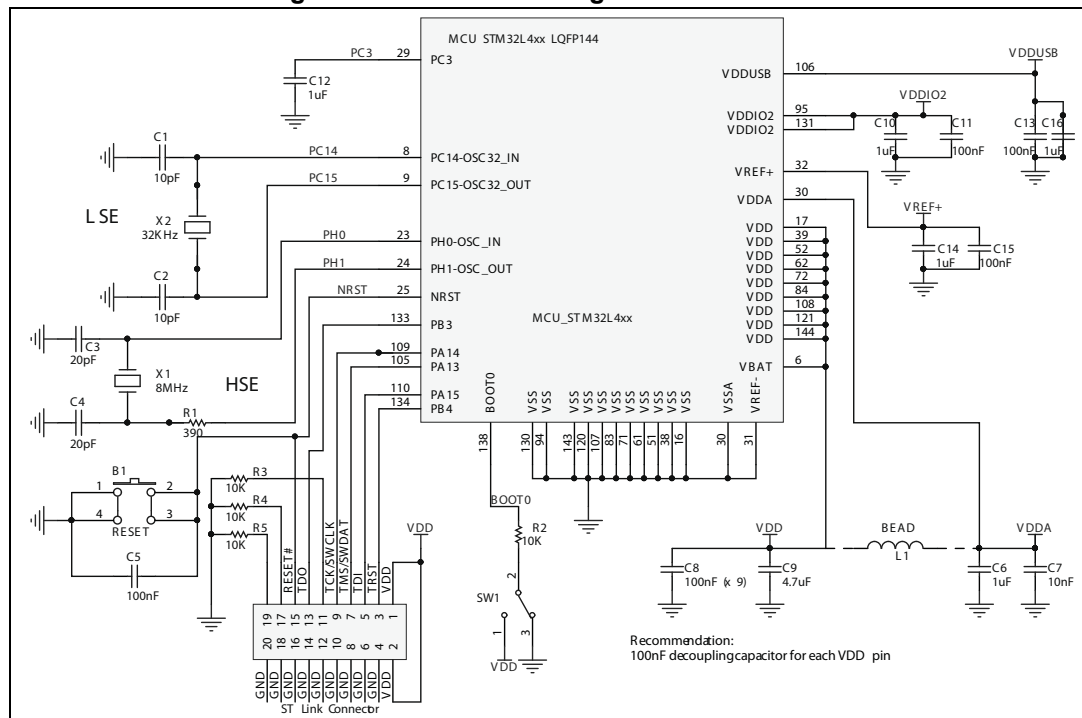 MCU STM32L4xx LQFP144
PC3 29 PC3
C12
1uF
VDDUSB 106
VDDUSB
VDDIO2 95
VDDIO2 131
VDDIO2
C10
1uF
C11
100nF
C13
100nF
C16
1uF
C1
10pF
PC14 8 PC14-OSC32_IN
PC15 9 PC15-OSC32_OUT
LSE
X2
32KHz
C2
10pF
VREF+ 32
VDDA 30
VREF+
C14
1uF
C15
100nF
PH0 23 PH0-OSC_IN
PH1 24 PH1-OSC_OUT
NRST 25 NRST
133 PB3
109 PA14
105 PA13
110 PA15
134 PB4
VDD 17
VDD 39
VDD 52
VDD 62
VDD 72
VDD 84
VDD 108
VDD 121
VDD 144
VBAT 6
MCU_STM32L4xx
C3
20pF
X1
8MHz
HSE
C4
20pF
R1
390
BOOT0 VSS VSS VSS VSS VSS VSS VSS VSS VSS VSS VSS VSSA VREF-
138 130 94 143 120 107 83 71 61 51 38 16 30 31
B1
1 2
4 3
RESET
C5
100nF
R3
10K
R4
10K
R5
10K
BOOT0
R2
10K
SW1
2
1 3
VDD
RESET# TDO TCK/SWCLK TMS/SWDAT TDI TRST VDD
VDD
19 17 15 13 11 9 7 5 3 1
20 18 16 14 12 10 8 6 4 2
GND GND GND GND GND GND GND GND VDD
ST Link Connector
VDD
BEAD
L1
VDDA
C8
100nF (x 9)
C9
4.7uF
C6
1uF
C7
10nF
Recommendation:
100nF decoupling capacitor for each VDD pin